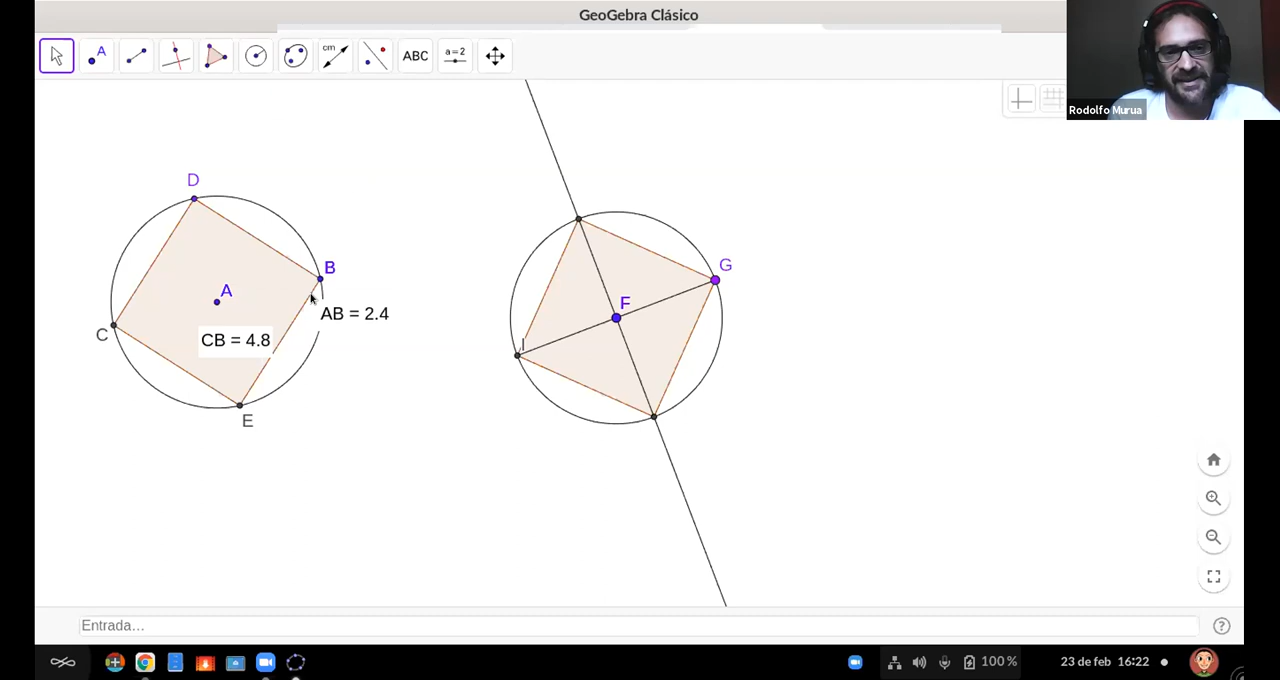 GeoGebra Clásico
A
cm
ABC
a=2
Rodolfo Murua
D
B
A
AB = 2.4
CB = 4.8
C
E
G
F
I
Entrada...
?
100 %
23 de feb 16:22